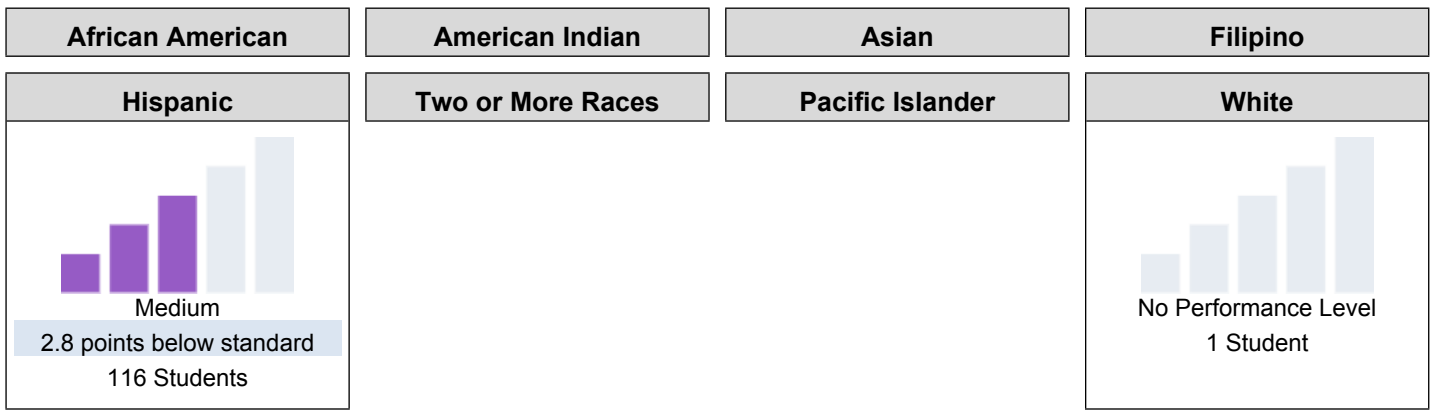 African American
American Indian
Asian
Filipino
Hispanic
Two or More Races
Pacific Islander
White
Medium
2.8 points below standard
116 Students
No Performance Level
1 Student